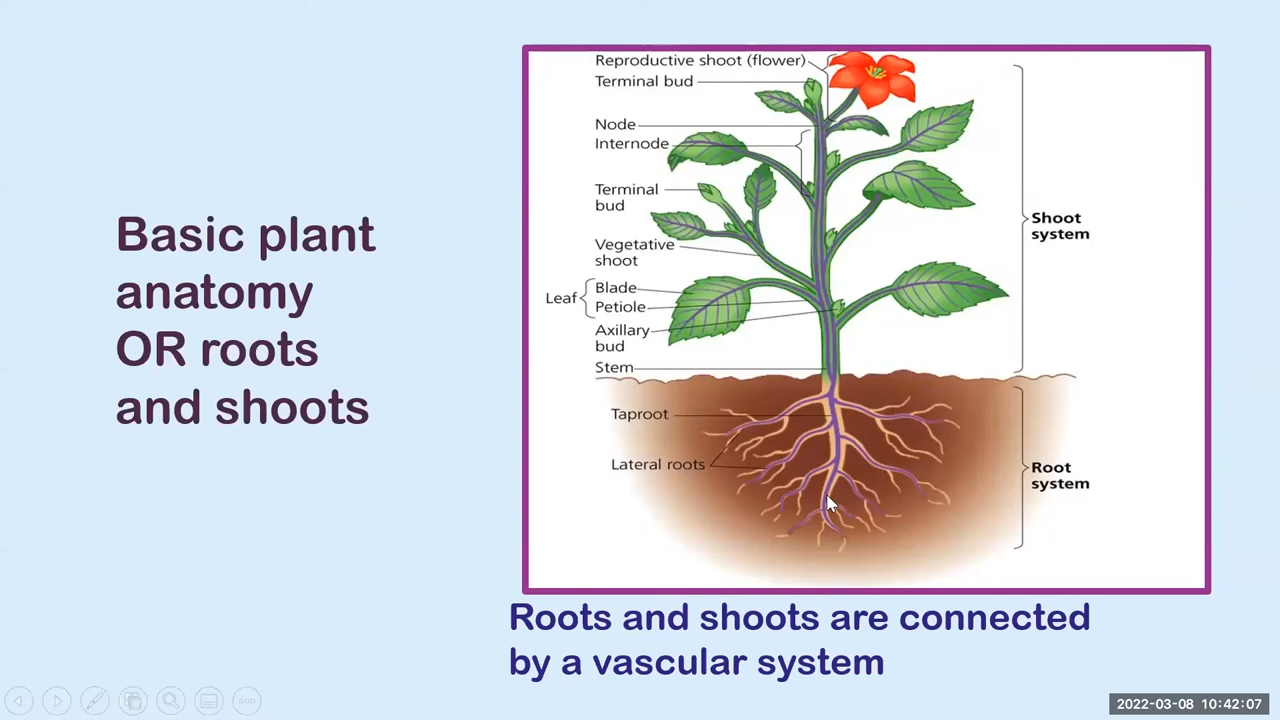 Basic plant
anatomy
OR roots
and shoots
Reproductive shoot (flower)
Terminal bud
Node
Internode
Terminal
bud
Vegetative
shoot
Leaf
Blade
Petiole
Axillary
bud
Stem
Taproot
Lateral roots
Shoot
system
Root
system
Roots and shoots are connected
by a vascular system
2022-03-08 10:42:07